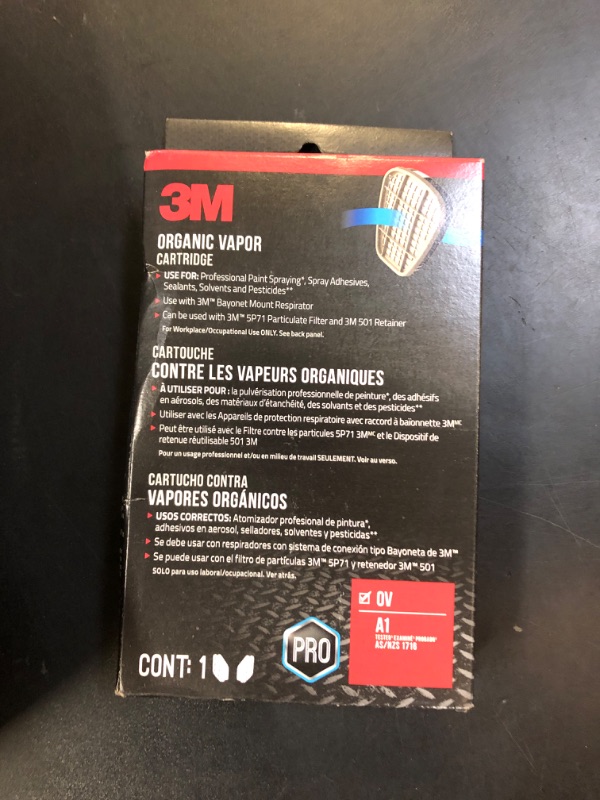 3M
ORGANIC VAPOR
CARTRIDGE
USE FOR: Professional Paint Spraying*, Spray Adhesives,
Sealants, Solvents and Pesticides**
Use with 3M™ Bayonet Mount Respirator
Can be used with 3M™ 5P71 Particulate Filter and 3M 501 Retainer
For Workplace/Occupational Use ONLY. See back panel.
CARTOUCHE
CONTRE LES VAPEURS ORGANIQUES
À UTILISER POUR : la pulvérisation professionnelle de peinture*, des adhésifs
en aérosols, des matériaux d'étanchéité, des solvants et des pesticides**
Utiliser avec les Appareils de protection respiratoire avec raccord à baionnette 3Mᴹᶜ
Peut être utilisé avec le Filtre contre les particules 5P71 3Mᴹᶜ et le Dispositif de
retenue réutilisable 501 3M
Pour un usage professionnel et/ou en milieu de travail SEULEMENT. Voir au verso.
CARTUCHO CONTRA
VAPORES ORGÁNICOS
USOS CORRECTOS: Atomizador profesional de pintura*,
adhesivos en aerosol, selladores, solventes y pesticidas**
Se debe usar con respiradores con sistema de conexión tipo Bayoneta de 3M™
Se puede usar con el filtro de partículas 3M™ 5P71 y retenedor 3M™ 501
SOLO para uso laboral/ocupacional. Ver atrás.
OV
A1
TESTED* EXAMINÉ* PROBADO*
AS/NZS 1716
PRO
CONT: 1